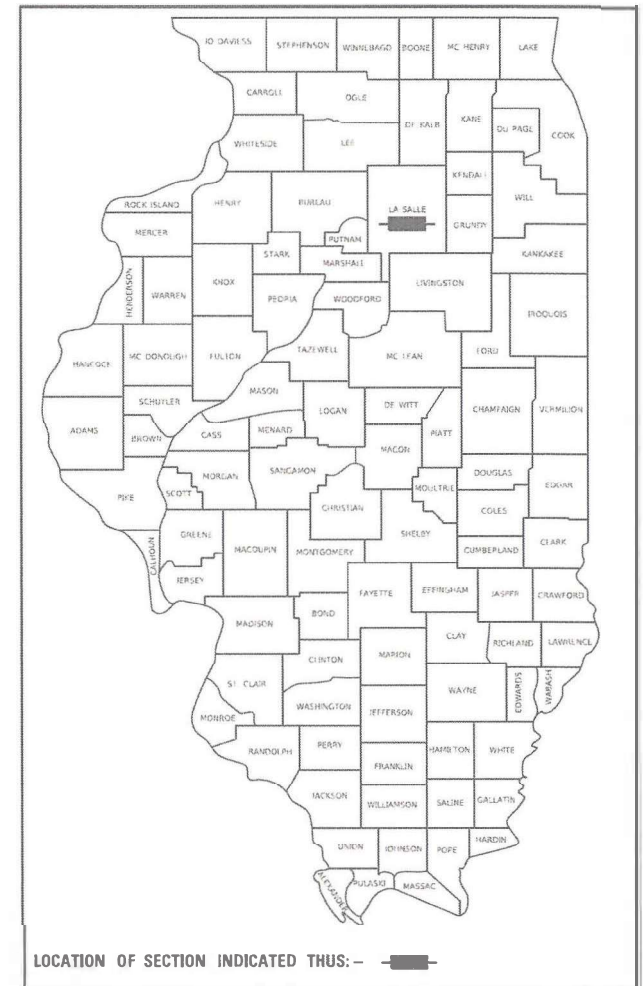 JO DAVIESS STEPHENSON WINNEBAGO BOONE MC HENRY LAKE
CARROLL OGLE
DE KALB KANE DU PAGE COOK
WHITESIDE LEE
KENDALL
WILL
ROCK ISLAND HENRY BUREAU LA SALLE
GRUNDY
MERCER PUTNAM
STARK MARSHALL KANKAKEE
HENDERSON WARREN KNOX PEORIA WOODFORD LIVINGSTON
IROQUOIS
HANCOCK MC DONOUGH FULTON TAZEWELL MC LEAN FORD
MASON
SCHUYLER LOGAN DE WITT CHAMPAIGN VERMILION
ADAMS BROWN CASS MENARD PIATT
MACON
SANGAMON DOUGLAS
PIKE SCOTT MORGAN MOULTRIE EDGAR
CHRISTIAN COLES
GREENE SHELBY
CALHOUN MACOUPIN MONTGOMERY CUMBERLAND CLARK
JERSEY FAYETTE EFFINGHAM JASPER CRAWFORD
MADISON BOND
CLAY RICHLAND LAWRENCE
CLINTON MARION
ST. CLAIR WAYNE EDWARDS WABASH
MONROE WASHINGTON JEFFERSON
RANDOLPH PERRY HAMILTON WHITE
FRANKLIN
JACKSON WILLIAMSON SALINE GALLATIN
UNION JOHNSON POPE HARDIN
ALEXANDER PULASKI MASSAC
LOCATION OF SECTION INDICATED THUS:-